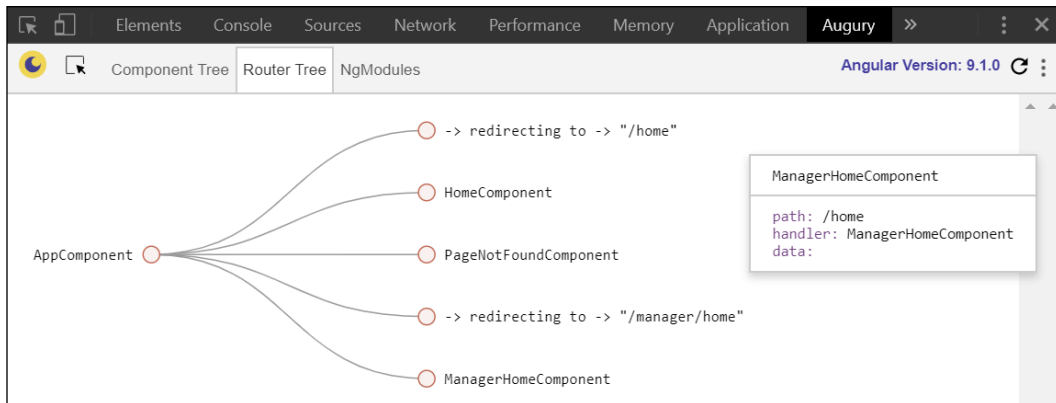 Elements Console Sources Network Performance Memory Application Augury »
Component Tree Router Tree NgModules Angular Version: 9.1.0
-> redirecting to -> "/home"
HomeComponent
AppComponent
PageNotFoundComponent
-> redirecting to -> "/manager/home"
ManagerHomeComponent
ManagerHomeComponent
path: /home
handler: ManagerHomeComponent
data: